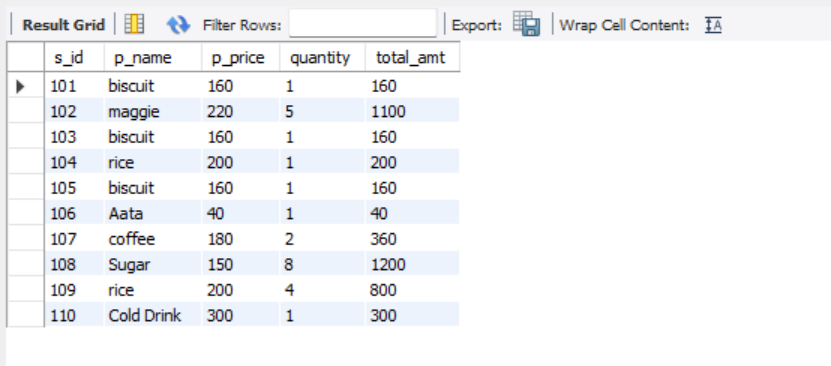 Result Grid Filter Rows: Export: Wrap Cell Content: IA
s_id p_name p_price quantity total_amt
101 biscuit 160 1 160
102 maggie 220 5 1100
103 biscuit 160 1 160
104 rice 200 1 200
105 biscuit 160 1 160
106 Aata 40 1 40
107 coffee 180 2 360
108 Sugar 150 8 1200
109 rice 200 4 800
110 Cold Drink 300 1 300